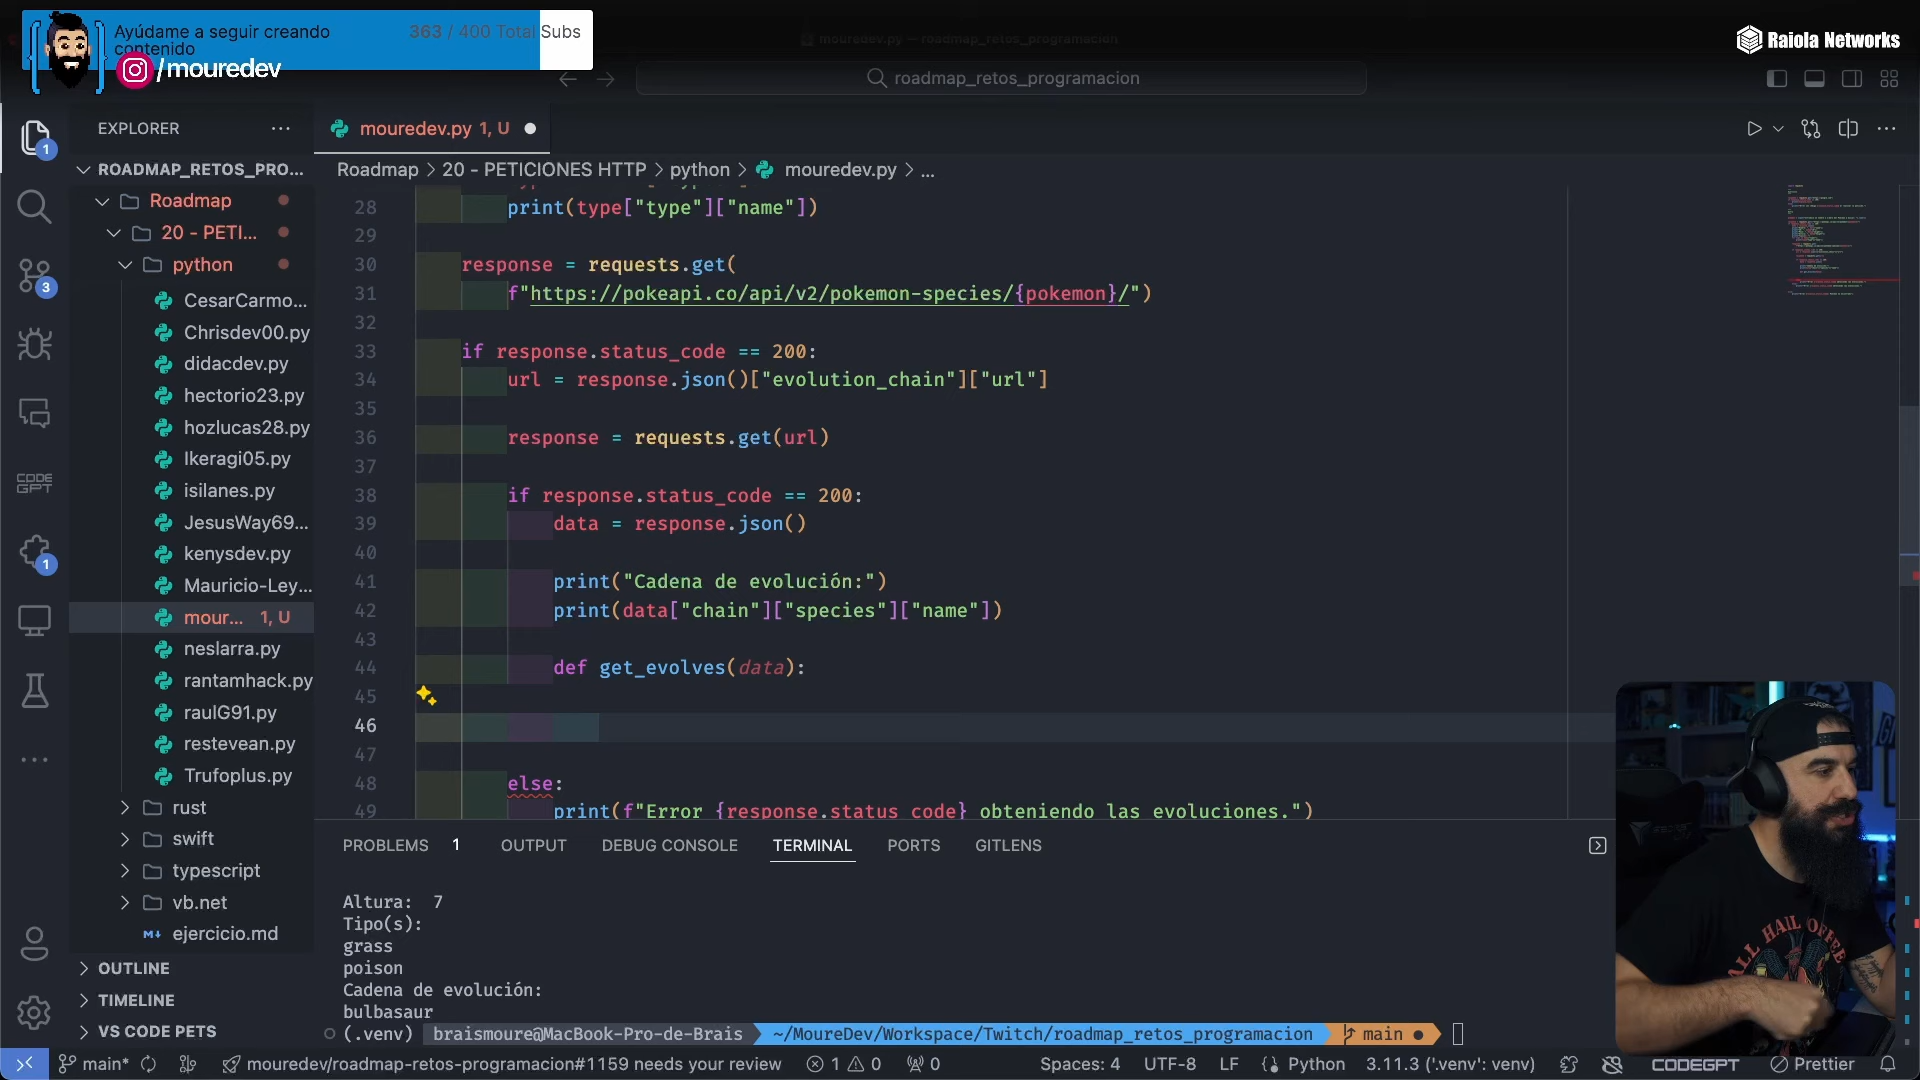 Ayúdame a seguir creando contenido
363 / 400 Total Subs
/mouredev
mouredev.py — roadmap_retos_programacion
Raiola Networks
roadmap_retos_programacion
EXPLORER
mouredev.py 1, U
ROADMAP_RETOS_PRO...
Roadmap > 20 - PETICIONES HTTP > python > mouredev.py > ...
Roadmap
20 - PETI...
python
CesarCarmo...
Chrisdev00.py
didacdev.py
hectorio23.py
hozlucas28.py
Ikeragi05.py
isilanes.py
JesusWay69...
kenysdev.py
Mauricio-Ley...
mour... 1, U
neslarra.py
rantamhack.py
raulG91.py
restevean.py
Trufoplus.py
rust
swift
typescript
vb.net
ejercicio.md
OUTLINE
TIMELINE
VS CODE PETS
CODE GPT
1
3
1
28 print(type["type"]["name"])
29
30 response = requests.get(
31 f"https://pokeapi.co/api/v2/pokemon-species/{pokemon}/")
32
33 if response.status_code == 200:
34 url = response.json()["evolution_chain"]["url"]
35
36 response = requests.get(url)
37
38 if response.status_code == 200:
39 data = response.json()
40
41 print("Cadena de evolución:")
42 print(data["chain"]["species"]["name"])
43
44 def get_evolves(data):
45
46
47
48 else:
49 print(f"Error {response.status_code} obteniendo las evoluciones.")
PROBLEMS 1 OUTPUT DEBUG CONSOLE TERMINAL PORTS GITLENS
Altura: 7
Tipo(s):
grass
poison
Cadena de evolución:
bulbasaur
(.venv) braismoure@MacBook-Pro-de-Brais ~/MoureDev/Workspace/Twitch/roadmap_retos_programacion main ●
main* mouredev/roadmap-retos-programacion#1159 needs your review 1 0 0 Spaces: 4 UTF-8 LF Python 3.11.3 ('.venv': venv) CODEGPT Prettier